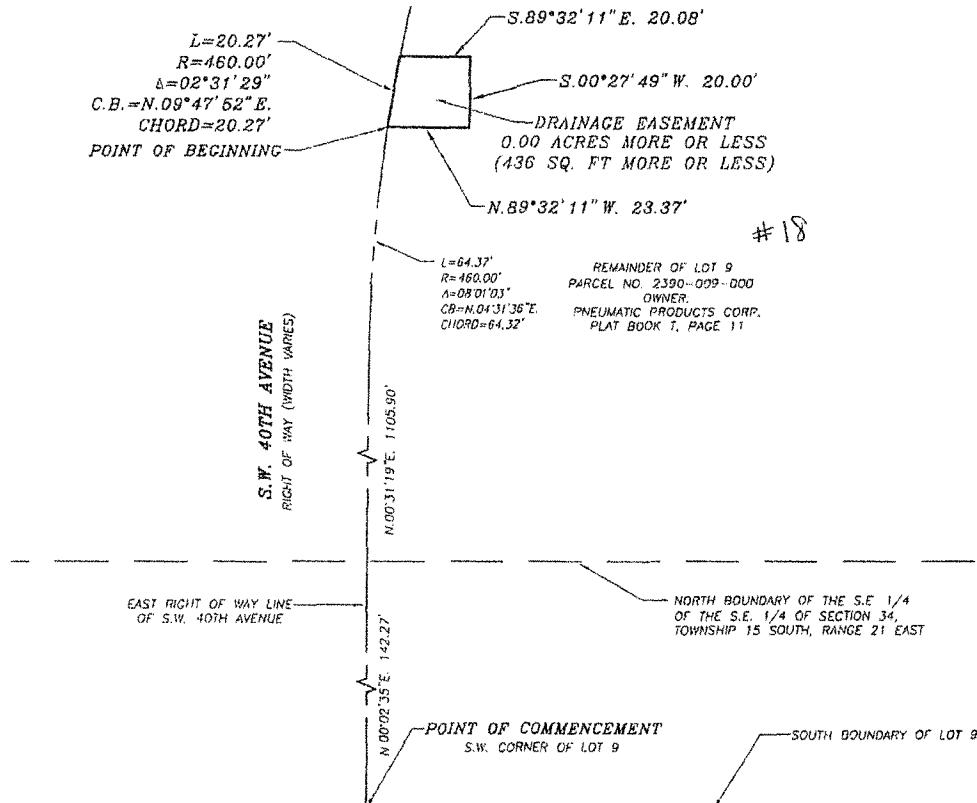 S.89°32'11"E. 20.08'
L=20.27'
R=460.00'
Δ=02°31'29"
C.B.=N.09°47'52"E.
CHORD=20.27'
POINT OF BEGINNING
S.00°27'49"W. 20.00'
DRAINAGE EASEMENT
0.00 ACRES MORE OR LESS
(436 SQ. FT MORE OR LESS)
N.89°32'11"W. 23.37'
#18
L=64.37'
R=460.00'
Δ=08°01'03"
CB=N.04°31'36"E.
CHORD=64.32'
REMAINDER OF LOT 9
PARCEL NO. 2390-009-000
OWNER:
PNEUMATIC PRODUCTS CORP.
PLAT BOOK T, PAGE 11
S.W. 40TH AVENUE
RIGHT OF WAY (WIDTH VARIES)
N.00°31'19"E. 1105.90'
EAST RIGHT OF WAY LINE
OF S.W. 40TH AVENUE
NORTH BOUNDARY OF THE S.E 1/4
OF THE S.E. 1/4 OF SECTION 34,
TOWNSHIP 15 SOUTH, RANGE 21 EAST
N 00°02'35"E. 142.27'
POINT OF COMMENCEMENT
S.W. CORNER OF LOT 9
SOUTH BOUNDARY OF LOT 9